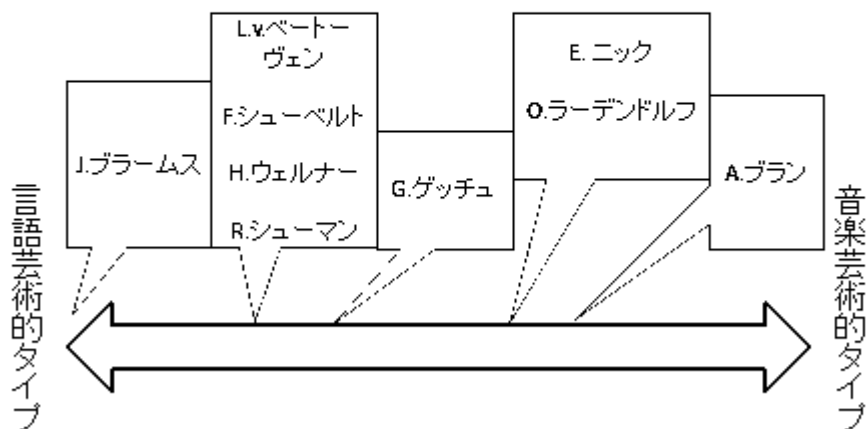 言語芸術的タイプ
J.ブラームス
L.v.ベートー
ヴェン
F.シューベルト
H.ウェルナー
R.シューマン
G.ゲッチュ
E. ニック
O.ラーデンドルフ
A.ブラン
音楽芸術的タイプ